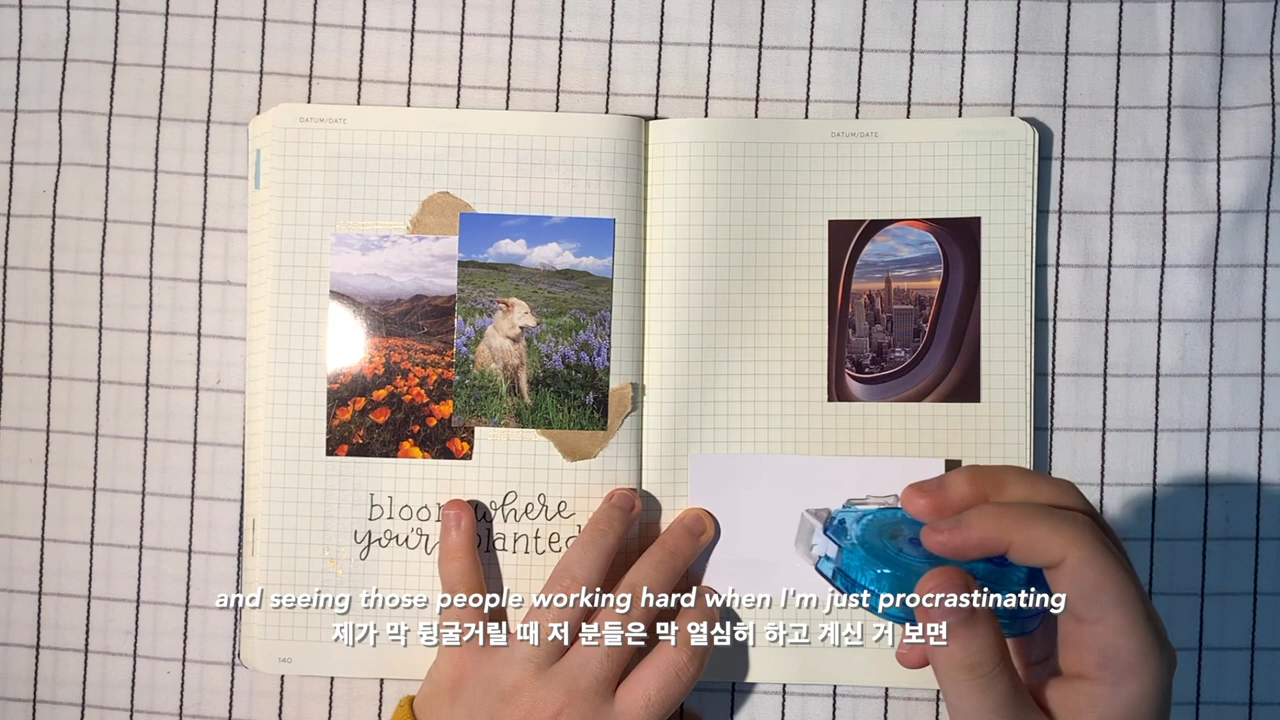 DATUM/DATE
DATUM/DATE
bloom where
your planted
and seeing those people working hard when I'm just procrastinating
제가 막 뒹굴거릴 때 저 분들은 막 열심히 하고 계신 거 보면
140